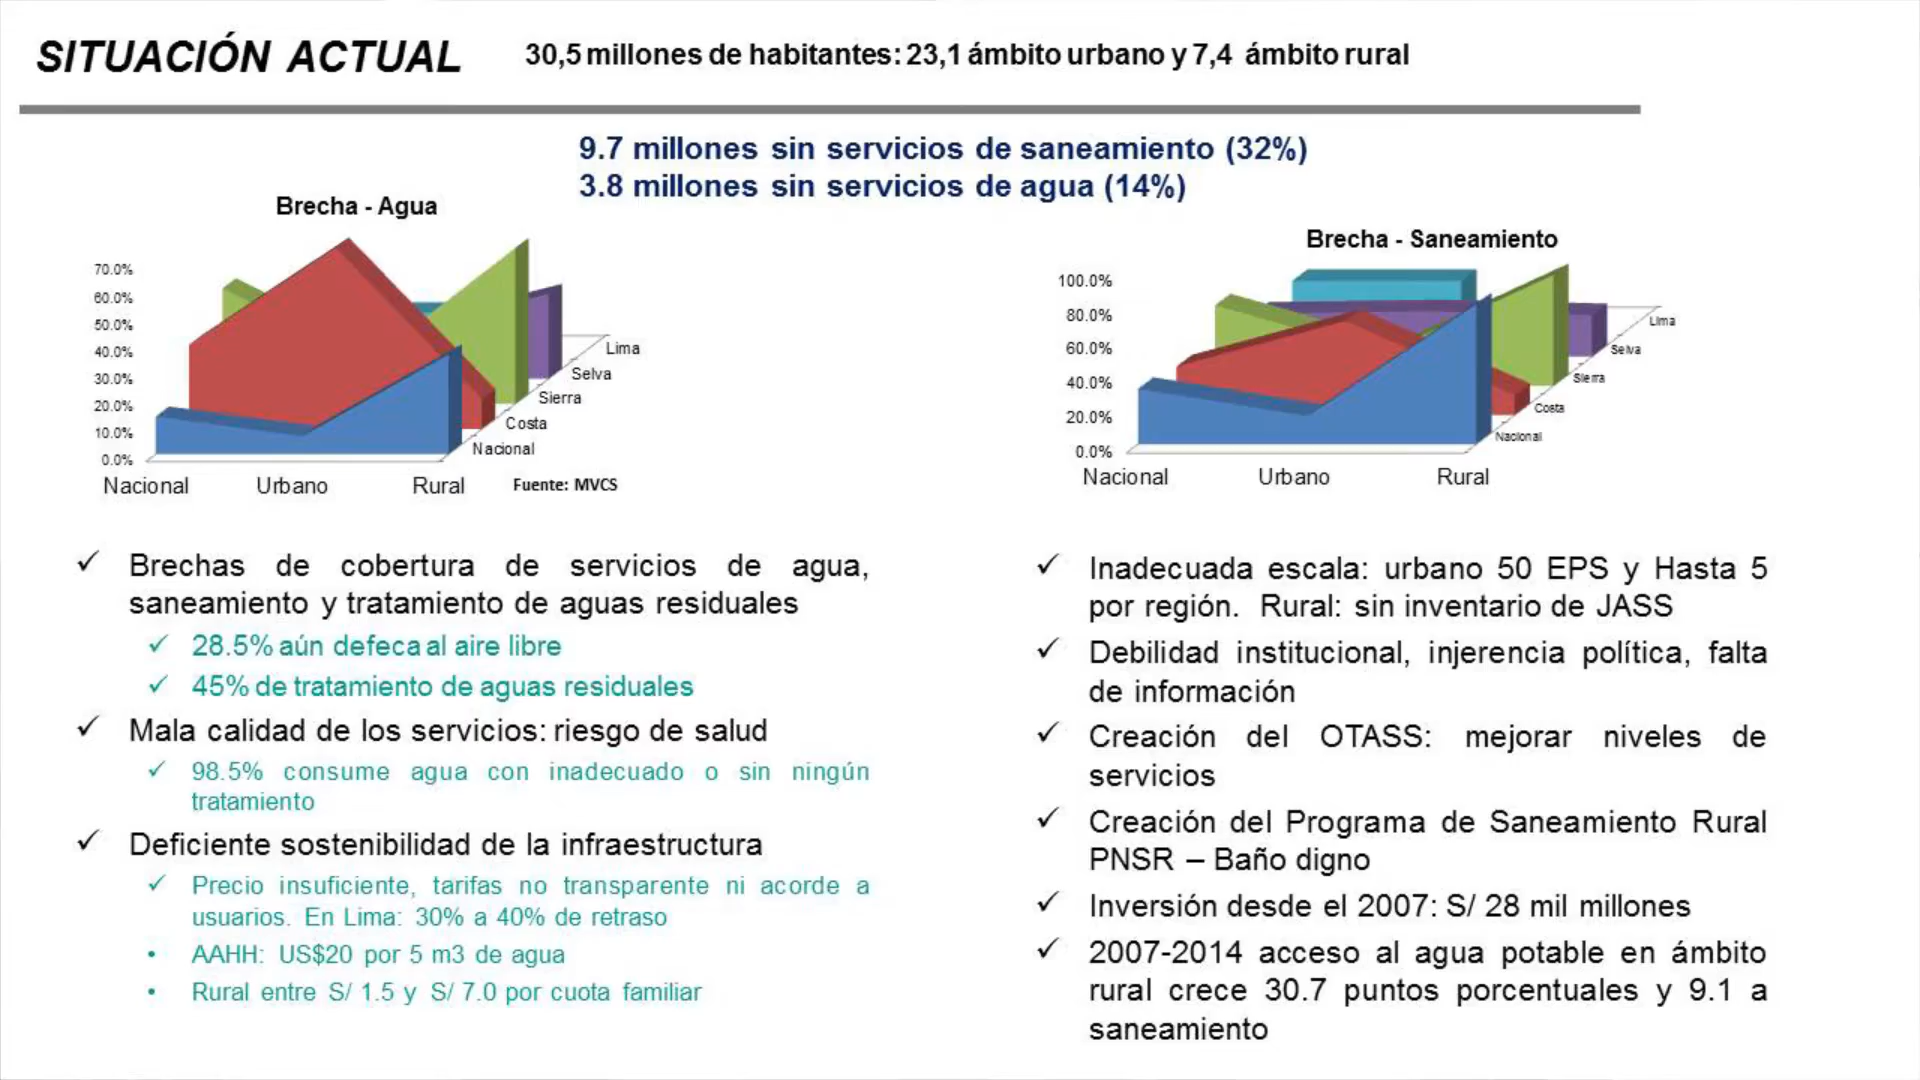 SITUACIÓN ACTUAL
30,5 millones de habitantes: 23,1 ámbito urbano y 7,4 ámbito rural
9.7 millones sin servicios de saneamiento (32%)
3.8 millones sin servicios de agua (14%)
Brecha - Agua
70.0%
60.0%
50.0%
40.0%
30.0%
20.0%
10.0%
0.0%
Lima
Selva
Sierra
Costa
Nacional
Nacional
Urbano
Rural
Fuente: MVCS
Brecha - Saneamiento
100.0%
80.0%
60.0%
40.0%
20.0%
0.0%
Lima
Selva
Sierra
Costa
Nacional
Nacional
Urbano
Rural
✓ Brechas de cobertura de servicios de agua,
saneamiento y tratamiento de aguas residuales
✓ 28.5% aún defeca al aire libre
✓ 45% de tratamiento de aguas residuales
✓ Mala calidad de los servicios: riesgo de salud
✓ 98.5% consume agua con inadecuado o sin ningún
tratamiento
✓ Deficiente sostenibilidad de la infraestructura
✓ Precio insuficiente, tarifas no transparente ni acorde a
usuarios. En Lima: 30% a 40% de retraso
• AAHH: US$20 por 5 m3 de agua
• Rural entre S/ 1.5 y S/ 7.0 por cuota familiar
✓ Inadecuada escala: urbano 50 EPS y Hasta 5
por región. Rural: sin inventario de JASS
✓ Debilidad institucional, injerencia política, falta
de información
✓ Creación del OTASS: mejorar niveles de
servicios
✓ Creación del Programa de Saneamiento Rural
PNSR – Baño digno
✓ Inversión desde el 2007: S/ 28 mil millones
✓ 2007-2014 acceso al agua potable en ámbito
rural crece 30.7 puntos porcentuales y 9.1 a
saneamiento